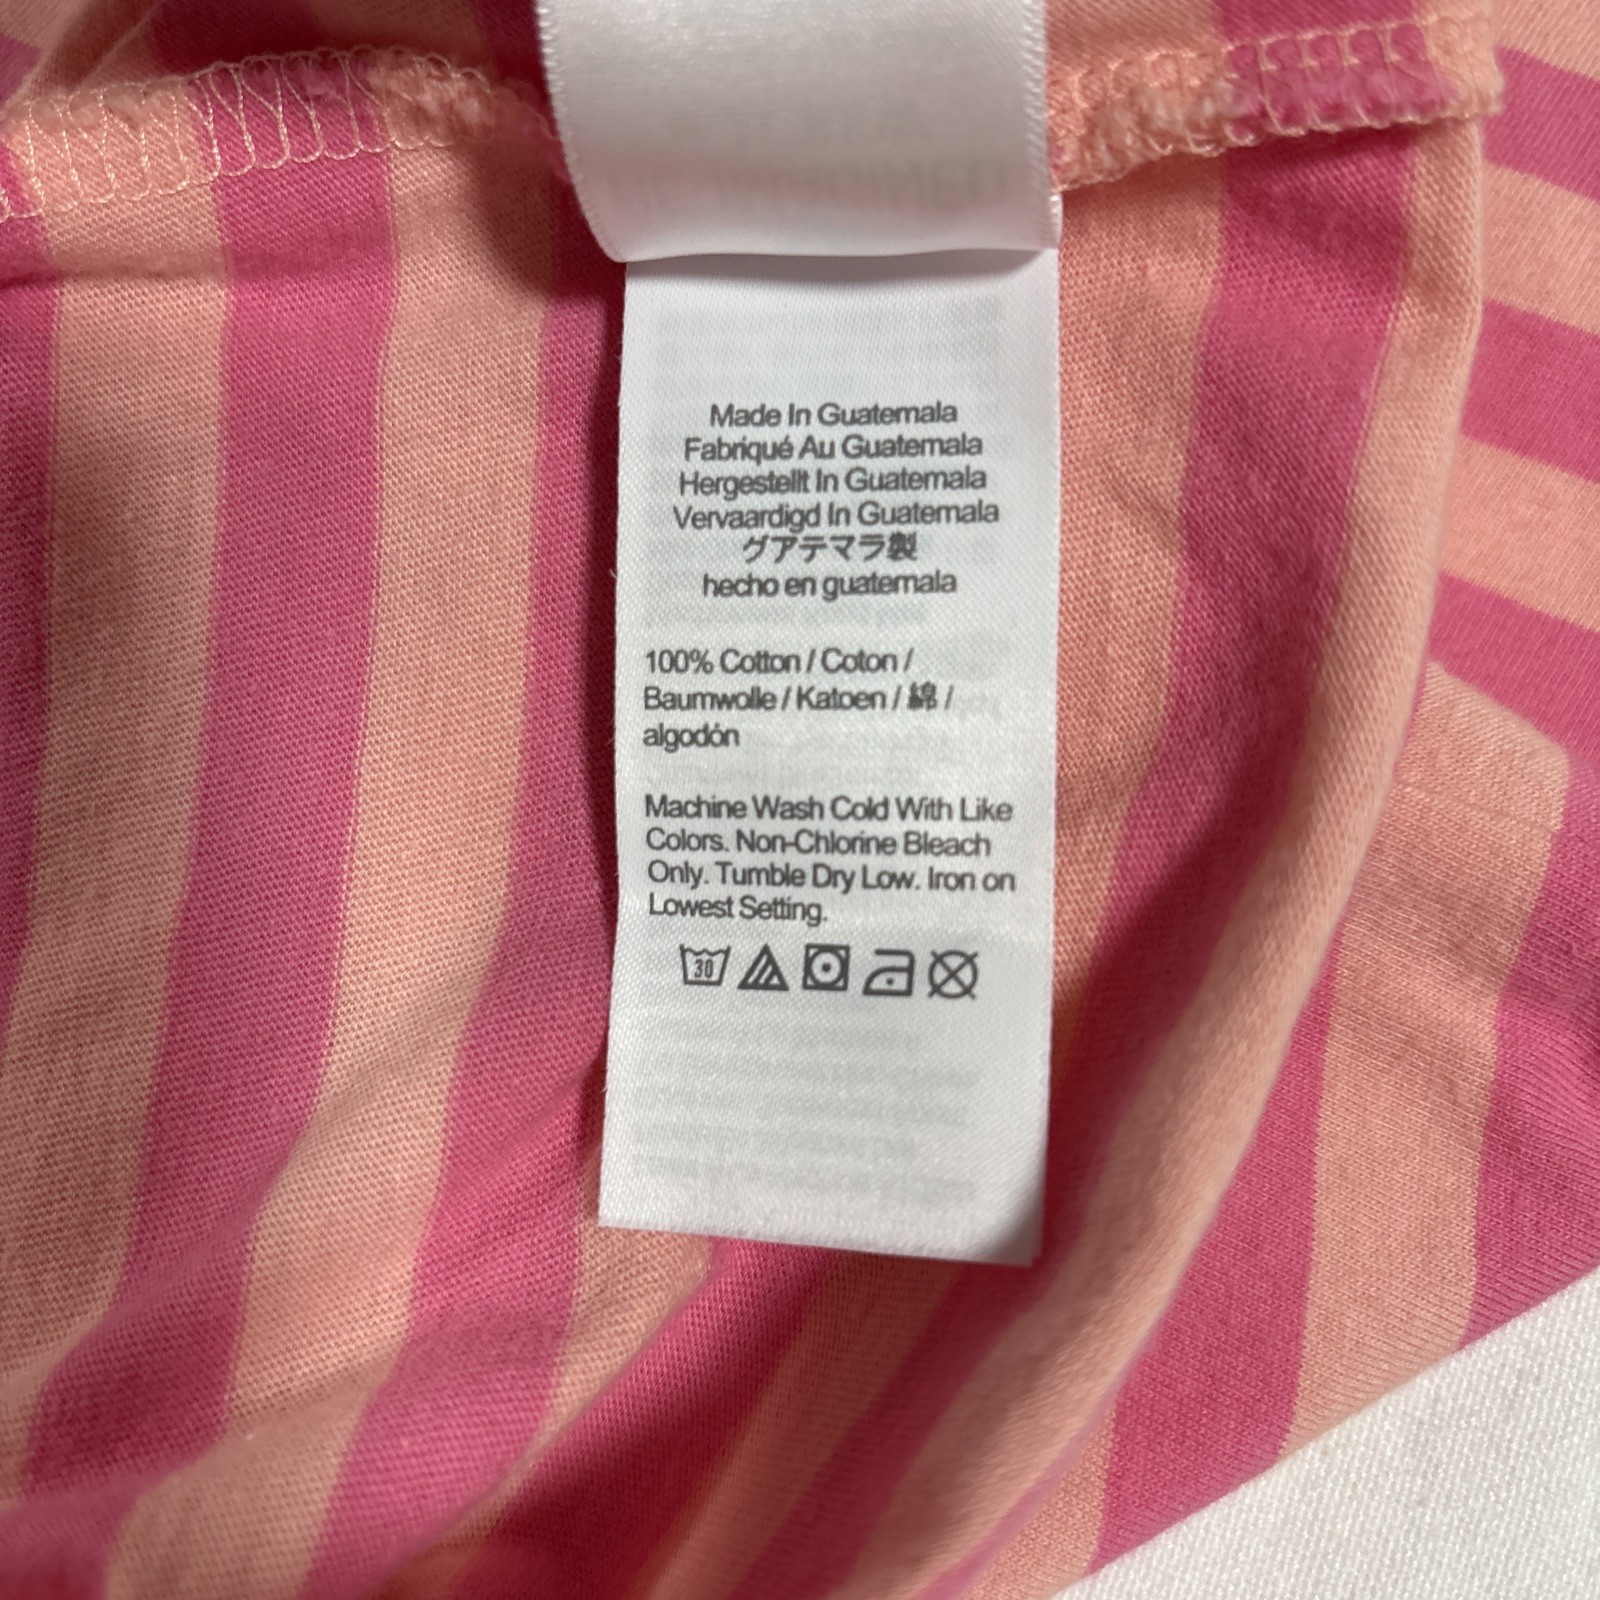 Made In Guatemala
Fabriqué Au Guatemala
Hergestellt In Guatemala
Vervaardigd In Guatemala
グアテマラ製
hecho en guatemala
100% Cotton / Coton /
Baumwolle / Katoen / 綿 /
algodón
Machine Wash Cold With Like
Colors. Non-Chlorine Bleach
Only. Tumble Dry Low. Iron on
Lowest Setting.
30